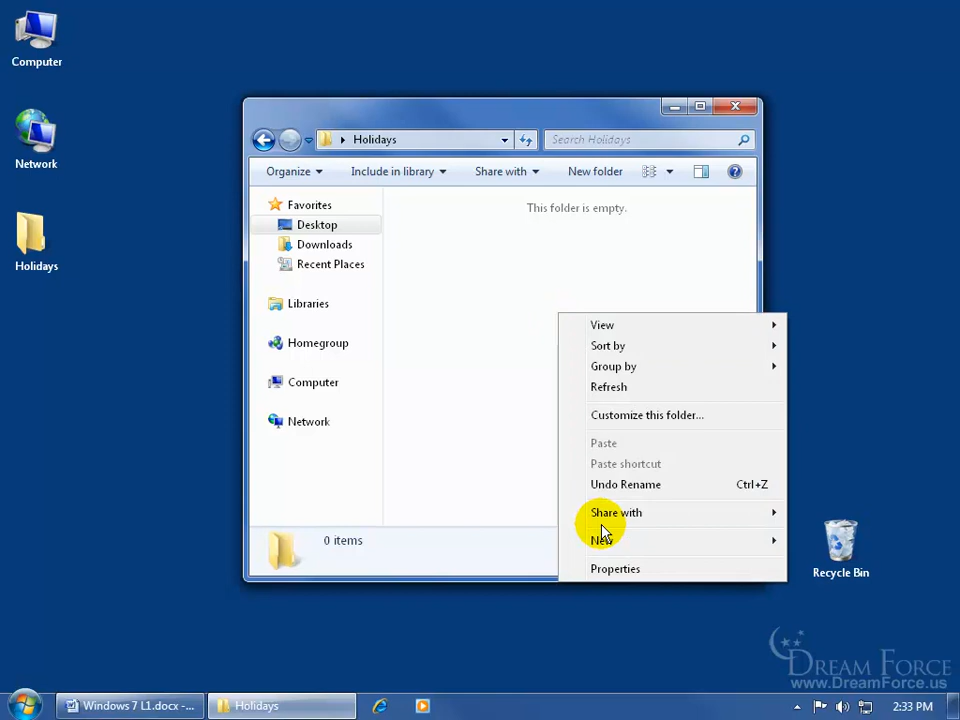 Computer
Network
Holidays
Holidays
Search Holidays
Organize
Include in library
Share with
New folder
Favorites
Desktop
Downloads
Recent Places
Libraries
Homegroup
Computer
Network
This folder is empty.
View
Sort by
Group by
Refresh
Customize this folder...
Paste
Paste shortcut
Undo Rename Ctrl+Z
Share with
New
Properties
0 items
Recycle Bin
DREAM FORCE
www.DreamForce.us
Windows 7 L1.docx -...
Holidays
2:33 PM